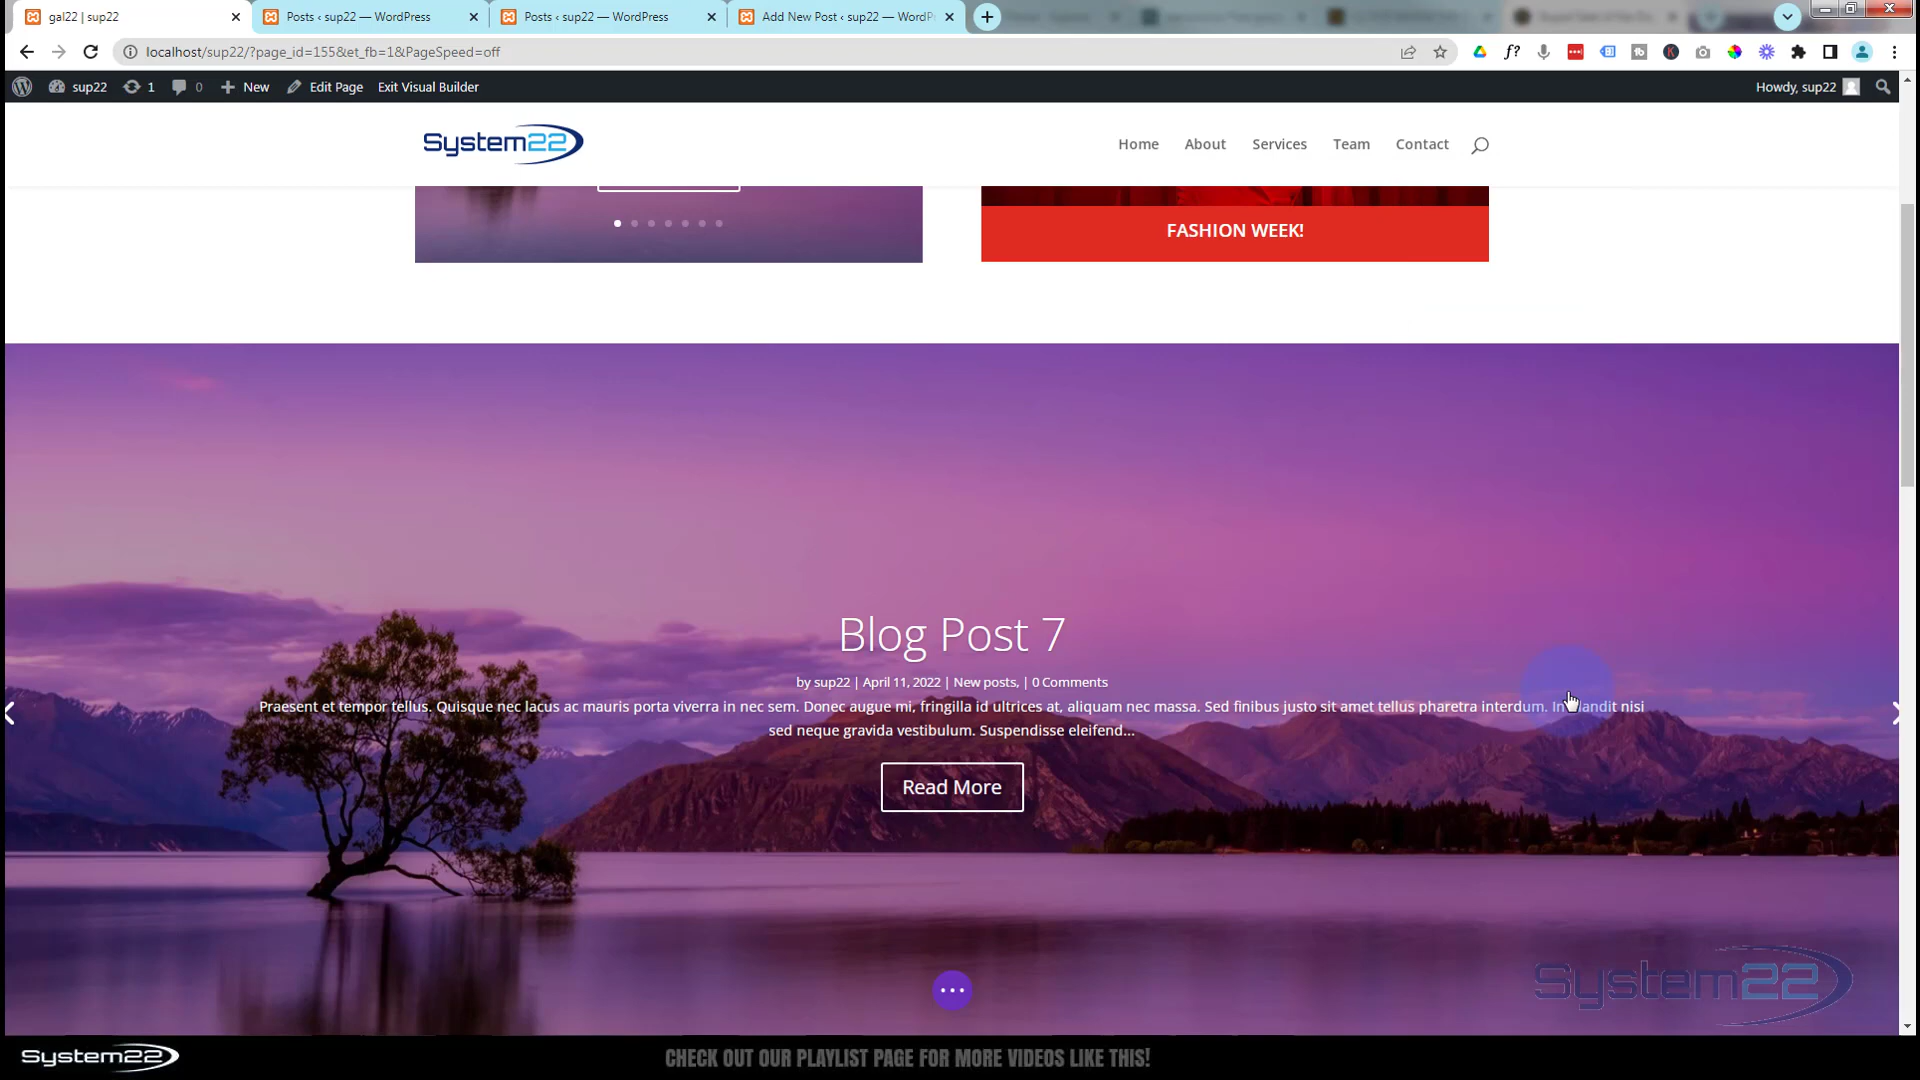 gal22 | sup22
Posts ‹ sup22 — WordPress
Posts ‹ sup22 — WordPress
Add New Post ‹ sup22 — WordP
localhost/sup22/?page_id=155&et_fb=1&PageSpeed=off
sup22
1
0
New
Edit Page
Exit Visual Builder
Howdy, sup22
System22
Home
About
Services
Team
Contact
FASHION WEEK!
Blog Post 7
by sup22 | April 11, 2022 | New posts, | 0 Comments
Praesent et tempor tellus. Quisque nec lacus ac mauris porta viverra in nec sem. Donec augue mi, fringilla id ultrices at, aliquam nec massa. Sed finibus justo sit amet tellus pharetra interdum. In blandit nisi
sed neque gravida vestibulum. Suspendisse eleifend...
Read More
System22
System22
CHECK OUT OUR PLAYLIST PAGE FOR MORE VIDEOS LIKE THIS!